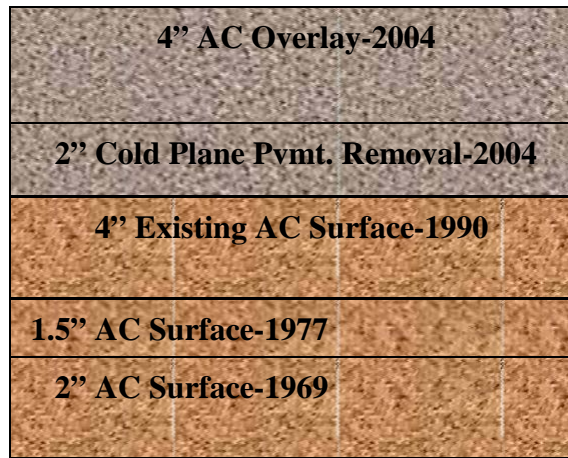 4” AC Overlay-2004
2” Cold Plane Pvmt. Removal-2004
4” Existing AC Surface-1990
1.5” AC Surface-1977
2” AC Surface-1969